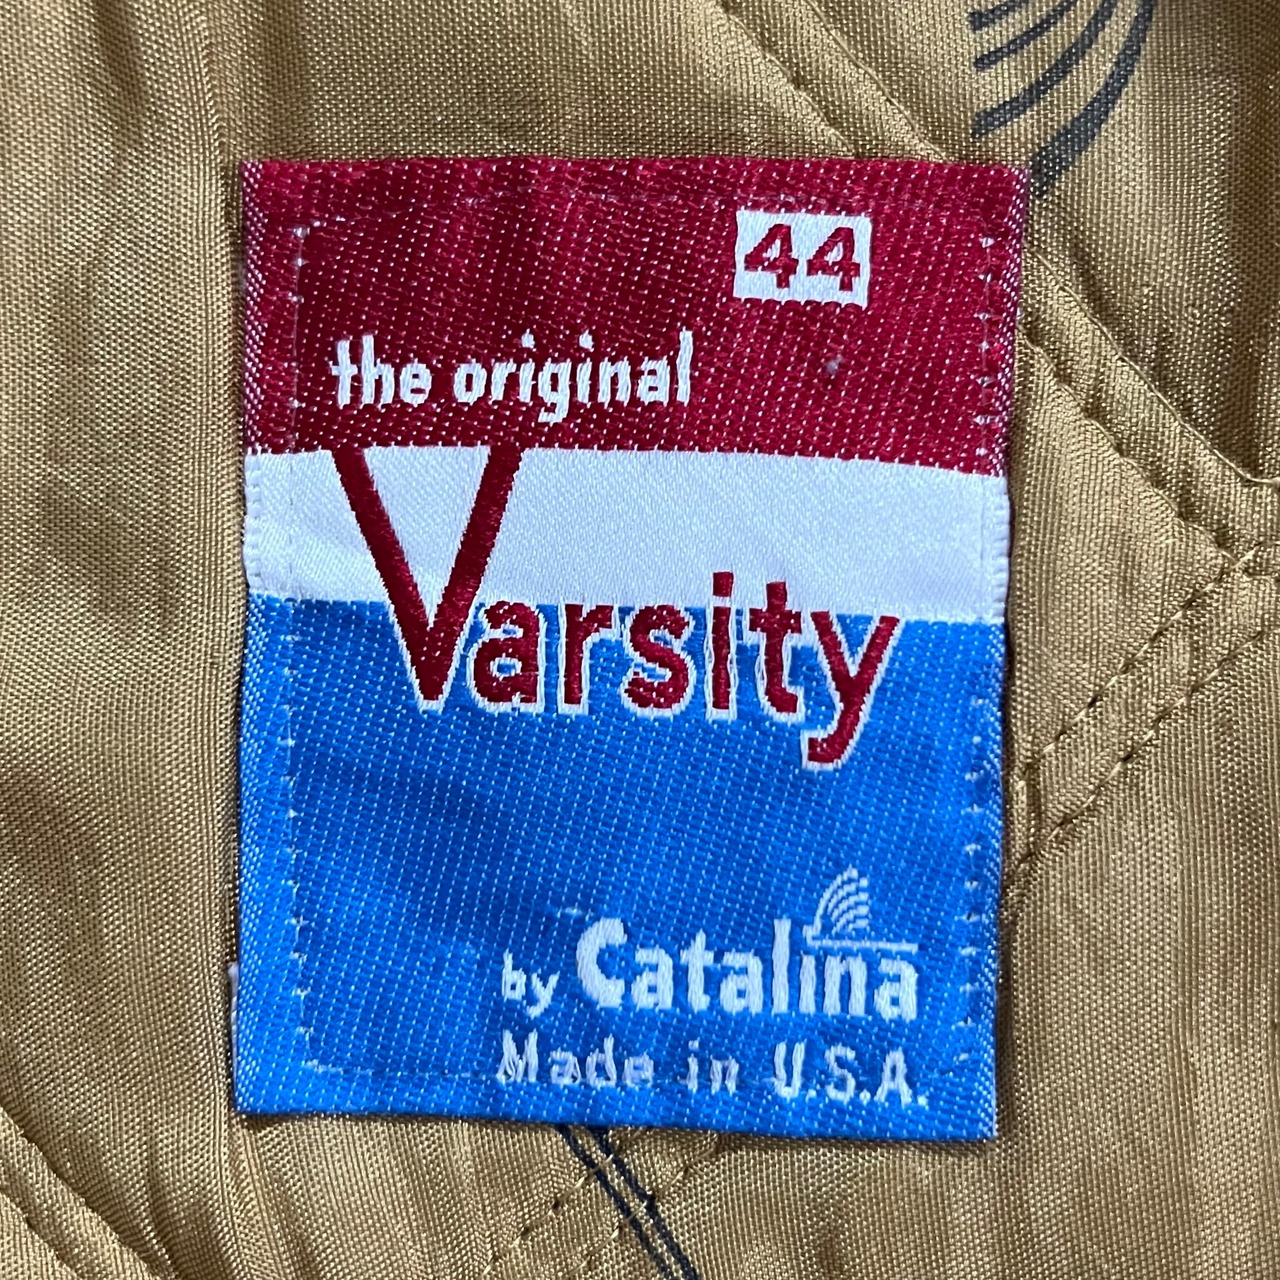 44
the original
Varsity
by Catalina
Made in U.S.A.